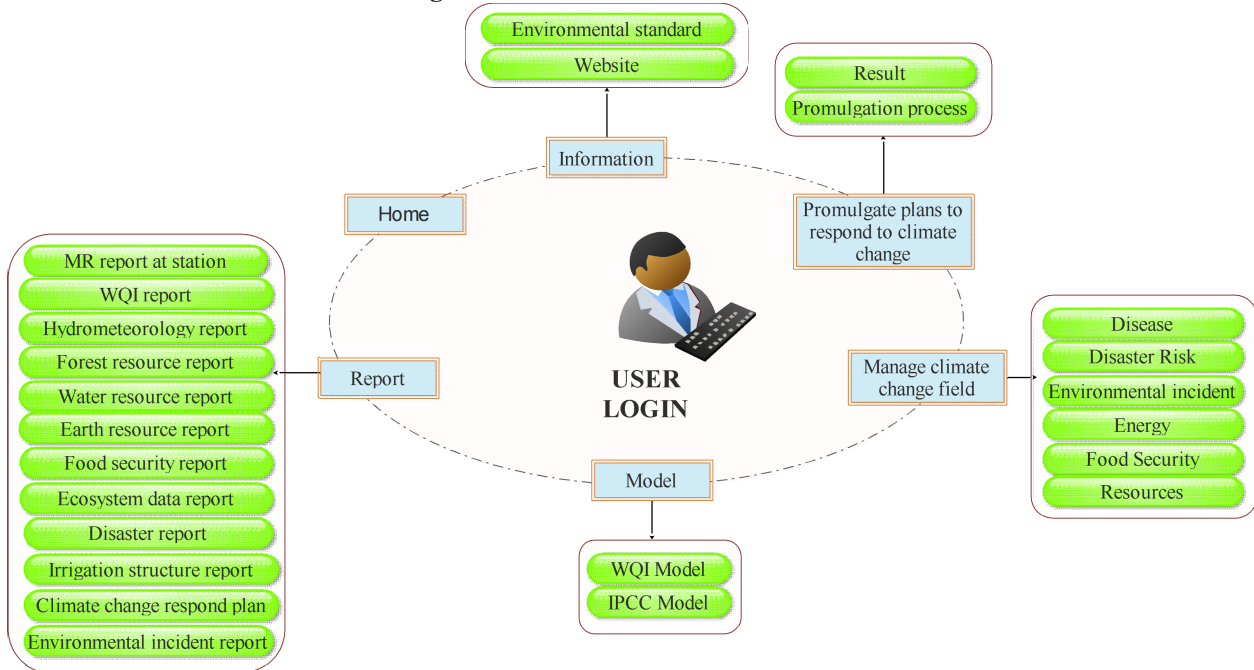 Environmental standard
Website
Result
Promulgation process
Information
Home
Promulgate plans to
respond to climate
change
MR report at station
WQI report
Hydrometeorology report
Forest resource report
Water resource report
Earth resource report
Food security report
Ecosystem data report
Disaster report
Irrigation structure report
Climate change respond plan
Environmental incident report
Report
USER
LOGIN
Manage climate
change field
Disease
Disaster Risk
Environmental incident
Energy
Food Security
Resources
Model
WQI Model
IPCC Model